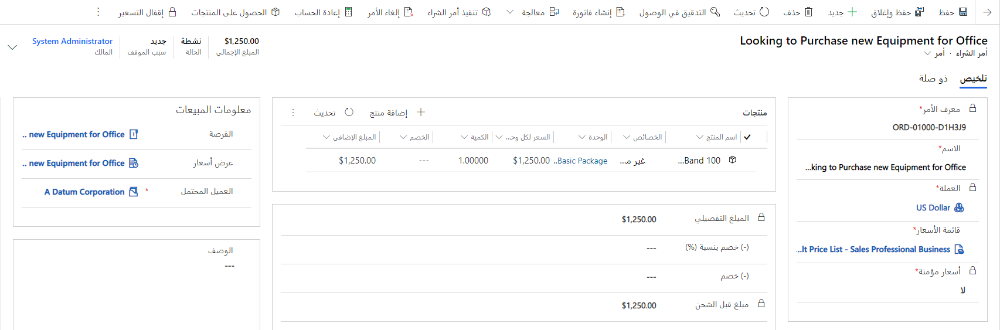 حفظ
حفظ وإغلاق
جديد
حذف
تحديث
التدقيق في الوصول
إنشاء فاتورة
معالجة
تنفيذ أمر الشراء
إلغاء الأمر
إعادة الحساب
الحصول على المنتجات
إقفال التسعير
Looking to Purchase new Equipment for Office
أمر الشراء · أمر
$1,250.00
المبلغ الإجمالي
نشطة
الحالة
جديد
سبب الموقف
System Administrator
المالك
تلخيص
ذو صلة
معرف الأمر*
ORD-01000-D1H3J9
الاسم*
...king to Purchase new Equipment for Office
العملة*
US Dollar
قائمة الأسعار*
...lt Price List - Sales Professional Business
أسعار مؤمنة*
لا
منتجات
إضافة منتج
تحديث
اسم المنتج
الخصائص
الوحدة
السعر لكل وحـ...
الكمية
الخصم
المبلغ الإضافي
...Band 100
غير مـ...
..Basic Package
$1,250.00
1.00000
---
$1,250.00
المبلغ التفصيلي
$1,250.00
(-) خصم بنسبة (%)
---
(-) خصم
---
مبلغ قبل الشحن
$1,250.00
معلومات المبيعات
الفرصة
... new Equipment for Office
عرض أسعار
... new Equipment for Office
العميل المحتمل *
A Datum Corporation
الوصف
---